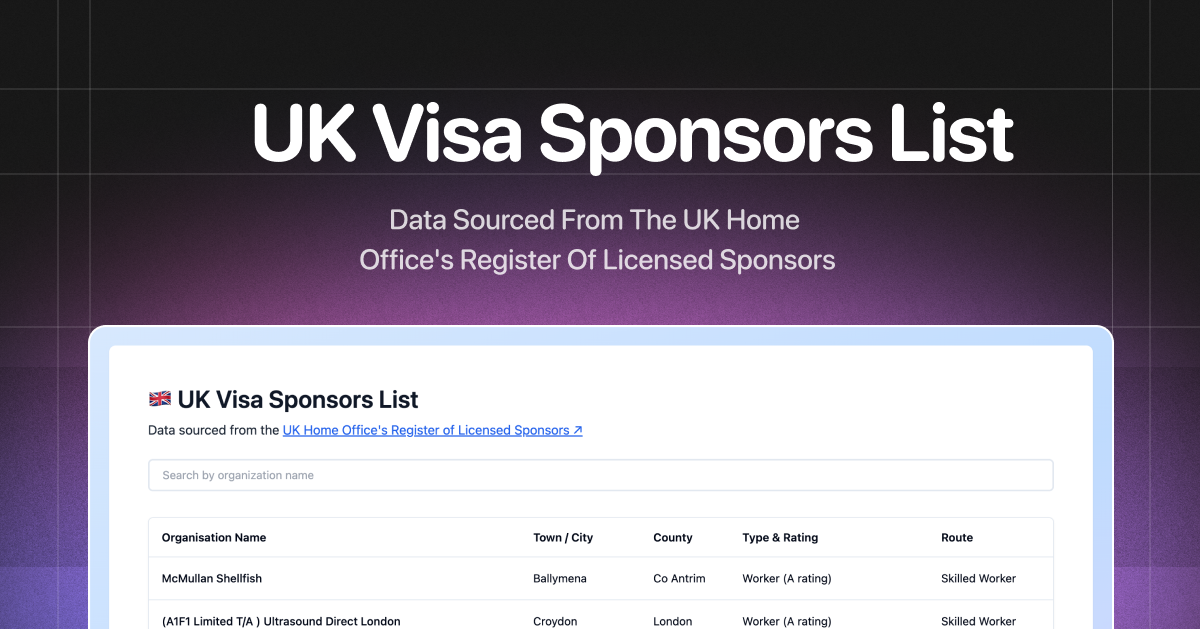 UK Visa Sponsors List
Data Sourced From The UK Home
Office's Register Of Licensed Sponsors
🇬🇧 UK Visa Sponsors List
Data sourced from the UK Home Office's Register of Licensed Sponsors ↗
Search by organization name
Organisation Name Town / City County Type & Rating Route
McMullan Shellfish Ballymena Co Antrim Worker (A rating) Skilled Worker
(A1F1 Limited T/A ) Ultrasound Direct London Croydon London Worker (A rating) Skilled Worker